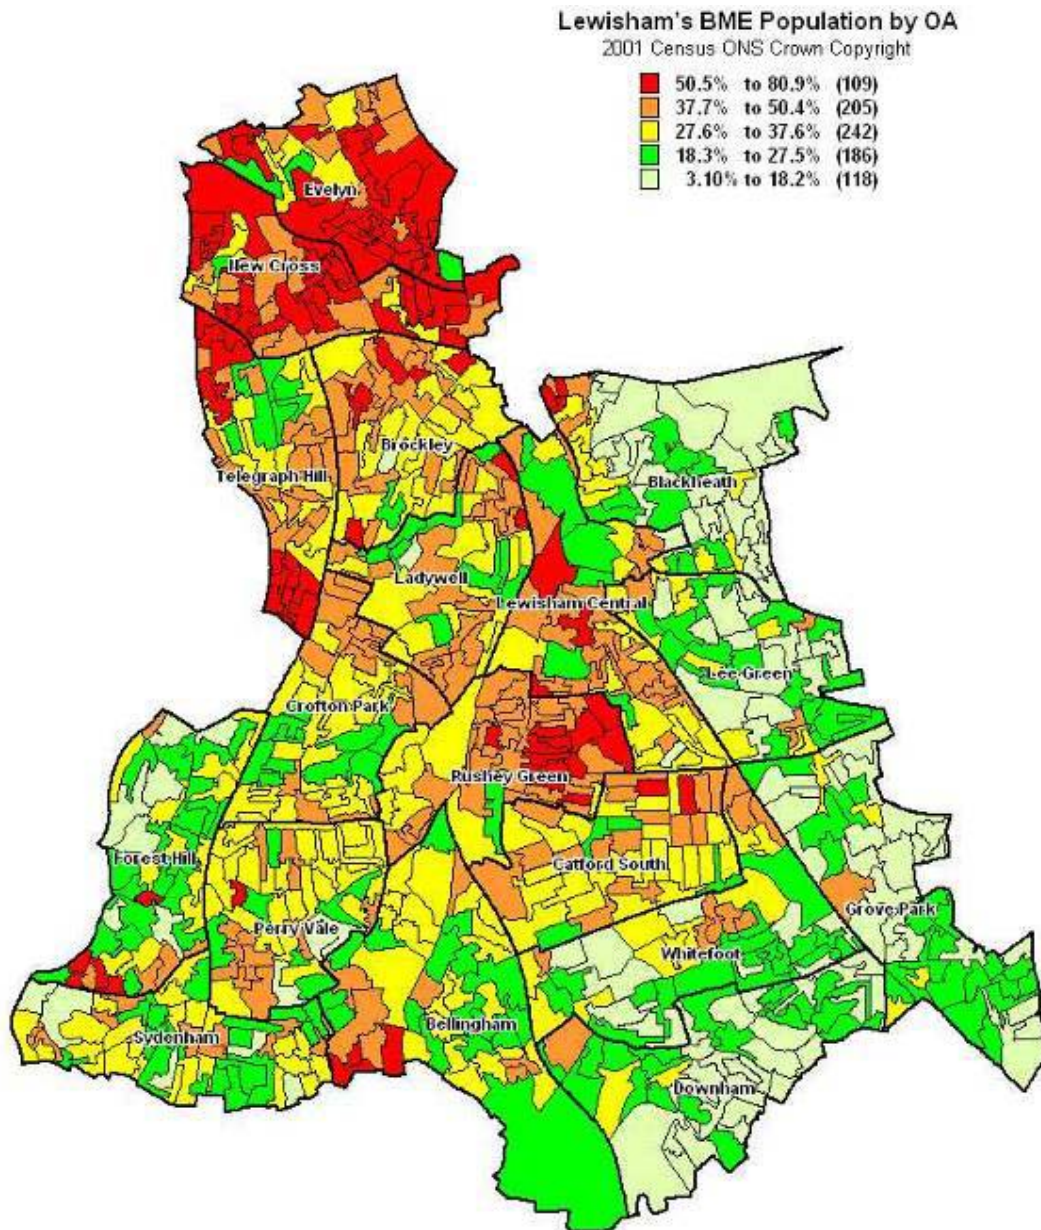 Lewisham's BME Population by OA
2001 Census ONS Crown Copyright
50.5% to 80.9% (109)
37.7% to 50.4% (205)
27.6% to 37.6% (242)
18.3% to 27.5% (186)
3.10% to 18.2% (118)
Evelyn
New Cross
Brockley
Telegraph Hill
Blackheath
Ladywell
Lewisham Central
Lee Green
Crofton Park
Rushey Green
Forest Hill
Catford South
Grove Park
Perry Vale
Whitefoot
Bellingham
Sydenham
Downham